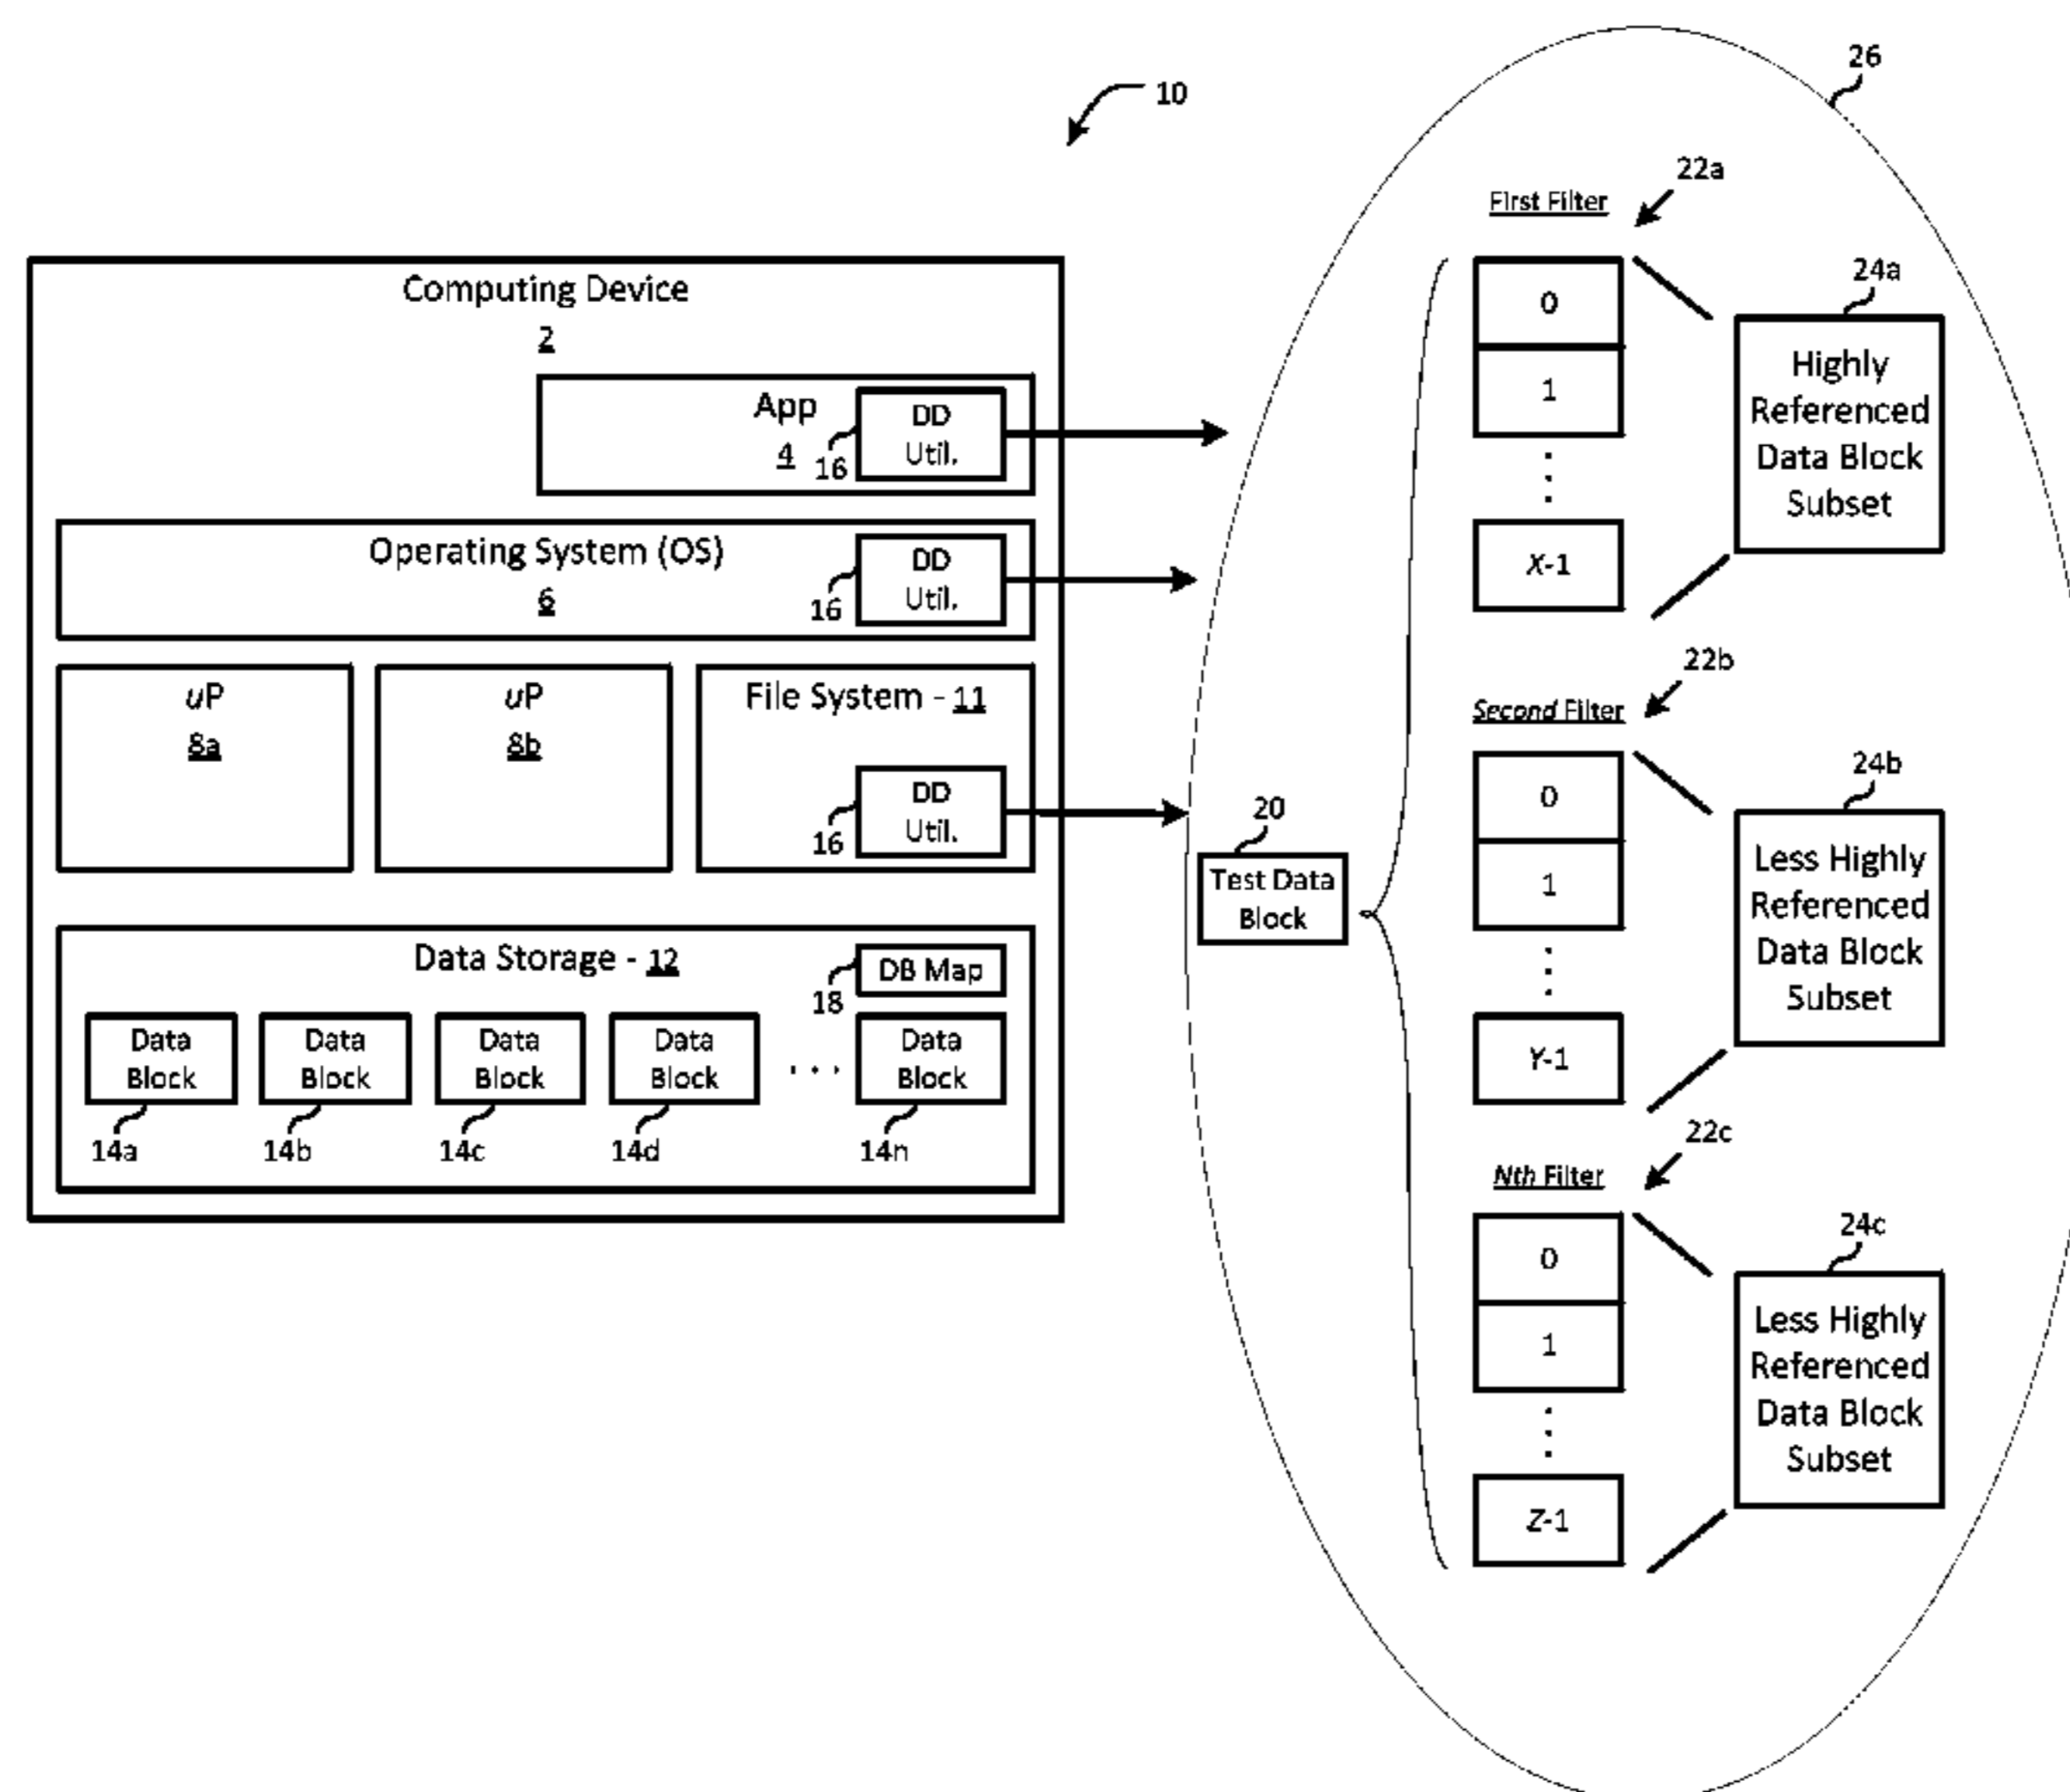 10
Computing Device
2
App
4
16
DD
Util.
Operating System (OS)
6
16
DD
Util.
uP
8a
uP
8b
File System - 11
16
DD
Util.
Data Storage - 12
18
DB Map
Data
Block
Data
Block
Data
Block
Data
Block
. . .
Data
Block
14a
14b
14c
14d
14n
26
20
Test Data
Block
First Filter
22a
0
1
X-1
24a
Highly
Referenced
Data Block
Subset
Second Filter
22b
0
1
Y-1
24b
Less Highly
Referenced
Data Block
Subset
Nth Filter
22c
0
1
Z-1
24c
Less Highly
Referenced
Data Block
Subset